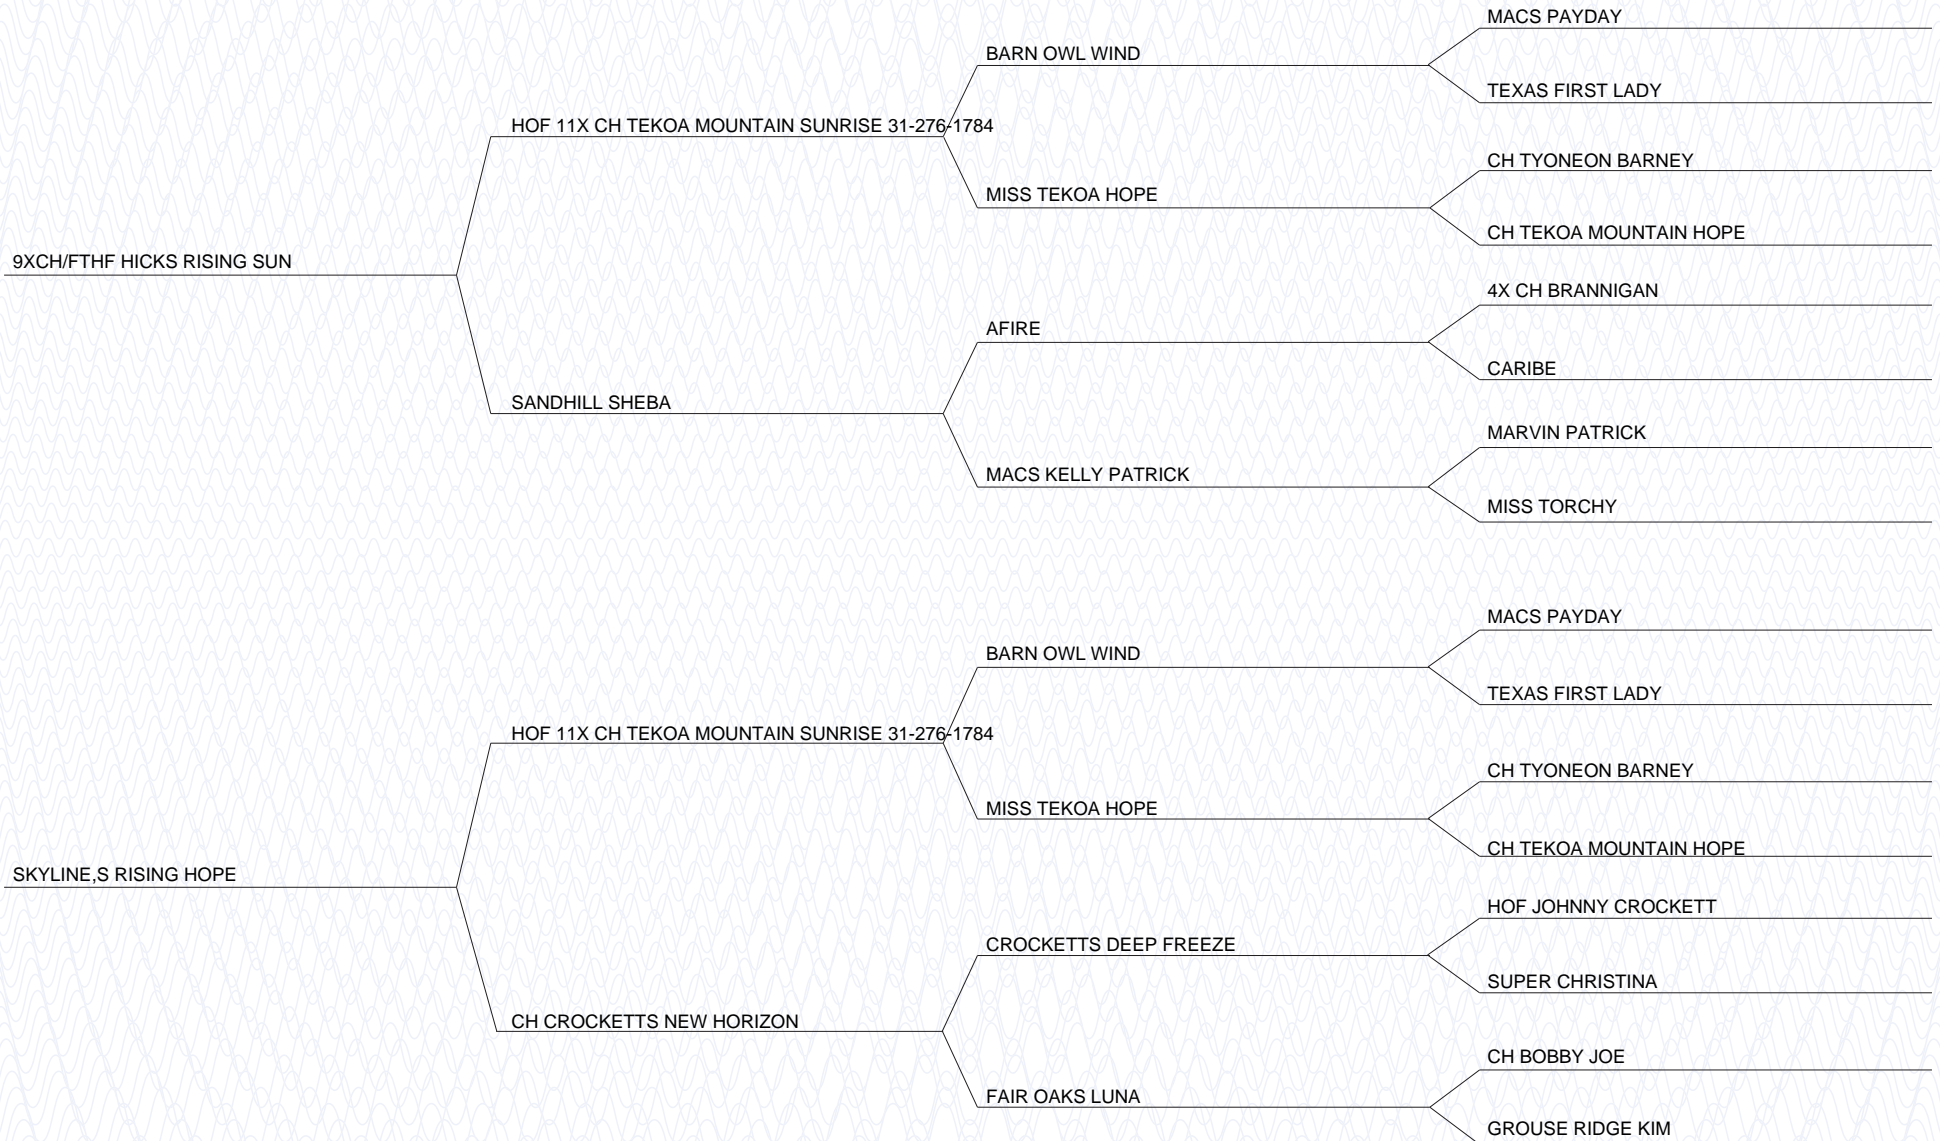 MACS PAYDAY
BARN OWL WIND
TEXAS FIRST LADY
HOF 11X CH TEKOA MOUNTAIN SUNRISE 31-276-1784
CH TYONEON BARNEY
MISS TEKOA HOPE
CH TEKOA MOUNTAIN HOPE
9XCH/FTHF HICKS RISING SUN
4X CH BRANNIGAN
AFIRE
CARIBE
SANDHILL SHEBA
MARVIN PATRICK
MACS KELLY PATRICK
MISS TORCHY
MACS PAYDAY
BARN OWL WIND
TEXAS FIRST LADY
HOF 11X CH TEKOA MOUNTAIN SUNRISE 31-276-1784
CH TYONEON BARNEY
MISS TEKOA HOPE
CH TEKOA MOUNTAIN HOPE
SKYLINE,S RISING HOPE
HOF JOHNNY CROCKETT
CROCKETTS DEEP FREEZE
SUPER CHRISTINA
CH CROCKETTS NEW HORIZON
CH BOBBY JOE
FAIR OAKS LUNA
GROUSE RIDGE KIM